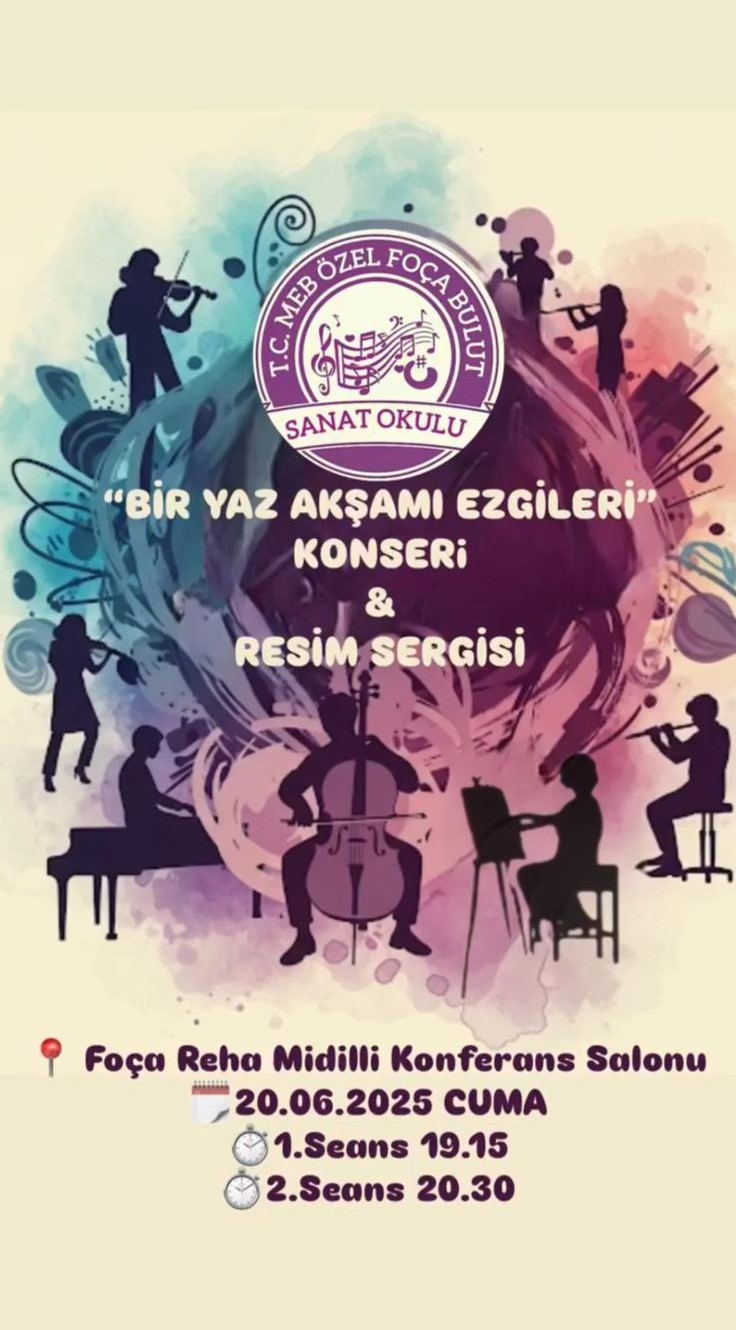 T.C. MEB ÖZEL FOÇA BULUT
SANAT OKULU
“BİR YAZ AKŞAMI EZGİLERİ”
KONSERİ
&
RESİM SERGİSİ
📍 Foça Reha Midilli Konferans Salonu
20.06.2025 CUMA
1.Seans 19.15
2.Seans 20.30